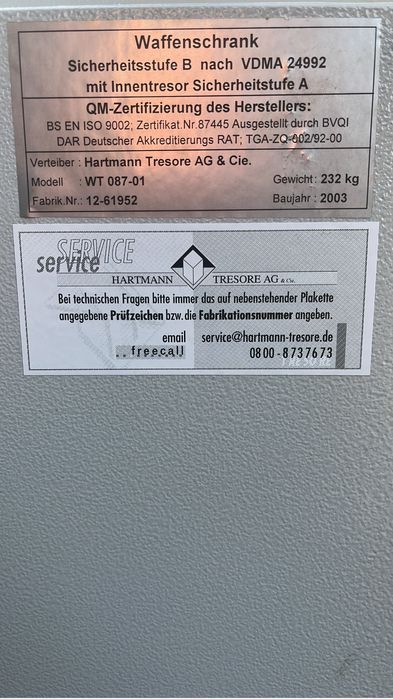 Waffenschrank
Sicherheitsstufe B nach VDMA 24992
mit Innentresor Sicherheitstufe A
QM-Zertifizierung des Herstellers:
BS EN ISO 9002; Zertifikat.Nr.87445 Ausgestellt durch BVQI
DAR Deutscher Akkreditierungs RAT; TGA-ZQ-002/92-00
Verteiber : Hartmann Tresore AG & Cie.
Modell : WT 087-01 Gewicht: 232 kg
Fabrik.Nr.: 12-61952 Baujahr : 2003
SERVICE
service
HARTMANN TRESORE AG & Cie.
Bei technischen Fragen bitte immer das auf nebenstehender Plakette
angegebene Prüfzeichen bzw. die Fabrikationsnummer angeben.
email service@hartmann-tresore.de
..freecall 0800-8737673
TRESORE